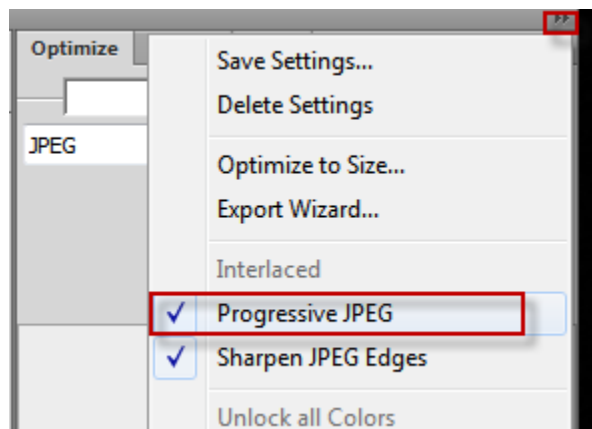 Optimize
Save Settings...
Delete Settings
JPEG
Optimize to Size...
Export Wizard...
Interlaced
Progressive JPEG
Sharpen JPEG Edges
Unlock all Colors